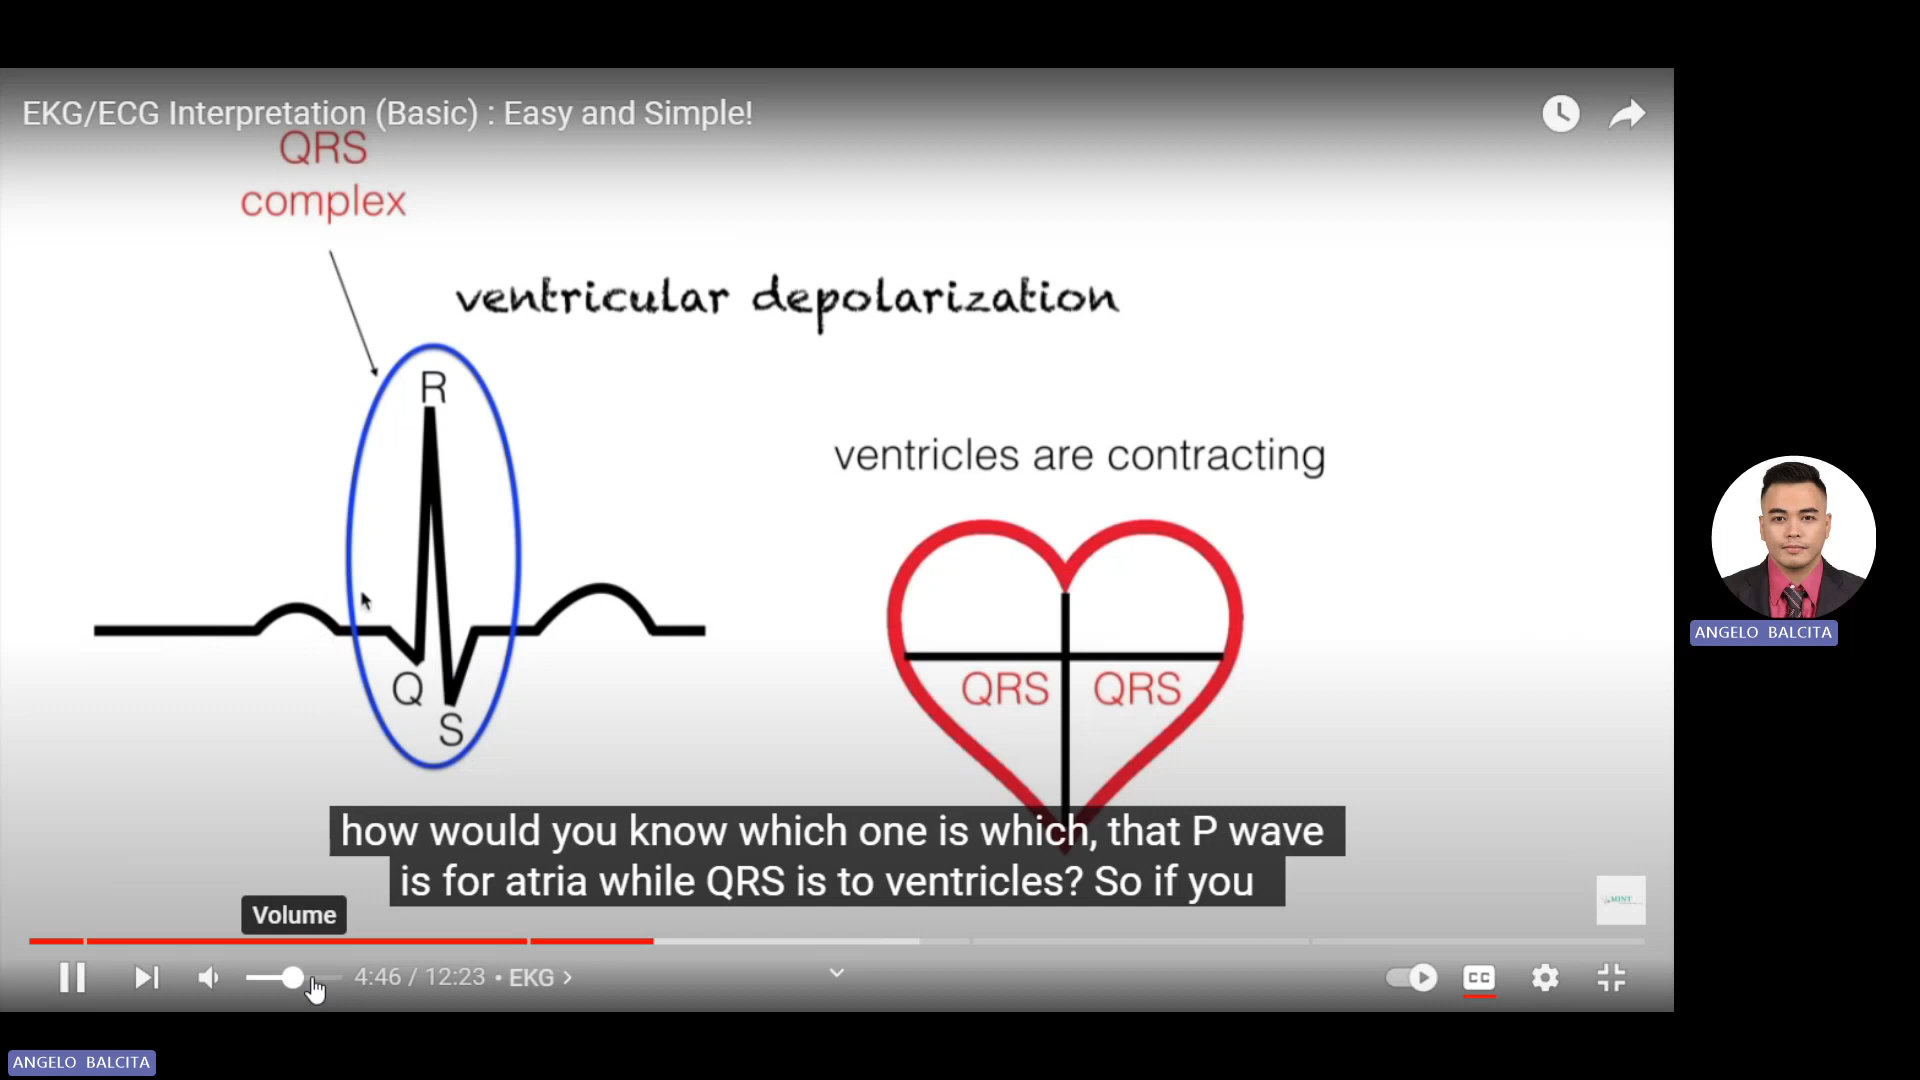 EKG/ECG Interpretation (Basic) : Easy and Simple!
QRS
complex
ventricular depolarization
R
ventricles are contracting
Q
S
QRS QRS
how would you know which one is which, that P wave
is for atria while QRS is to ventricles? So if you
MINT
Volume
4:46 / 12:23 • EKG >
CC
ANGELO BALCITA
ANGELO BALCITA